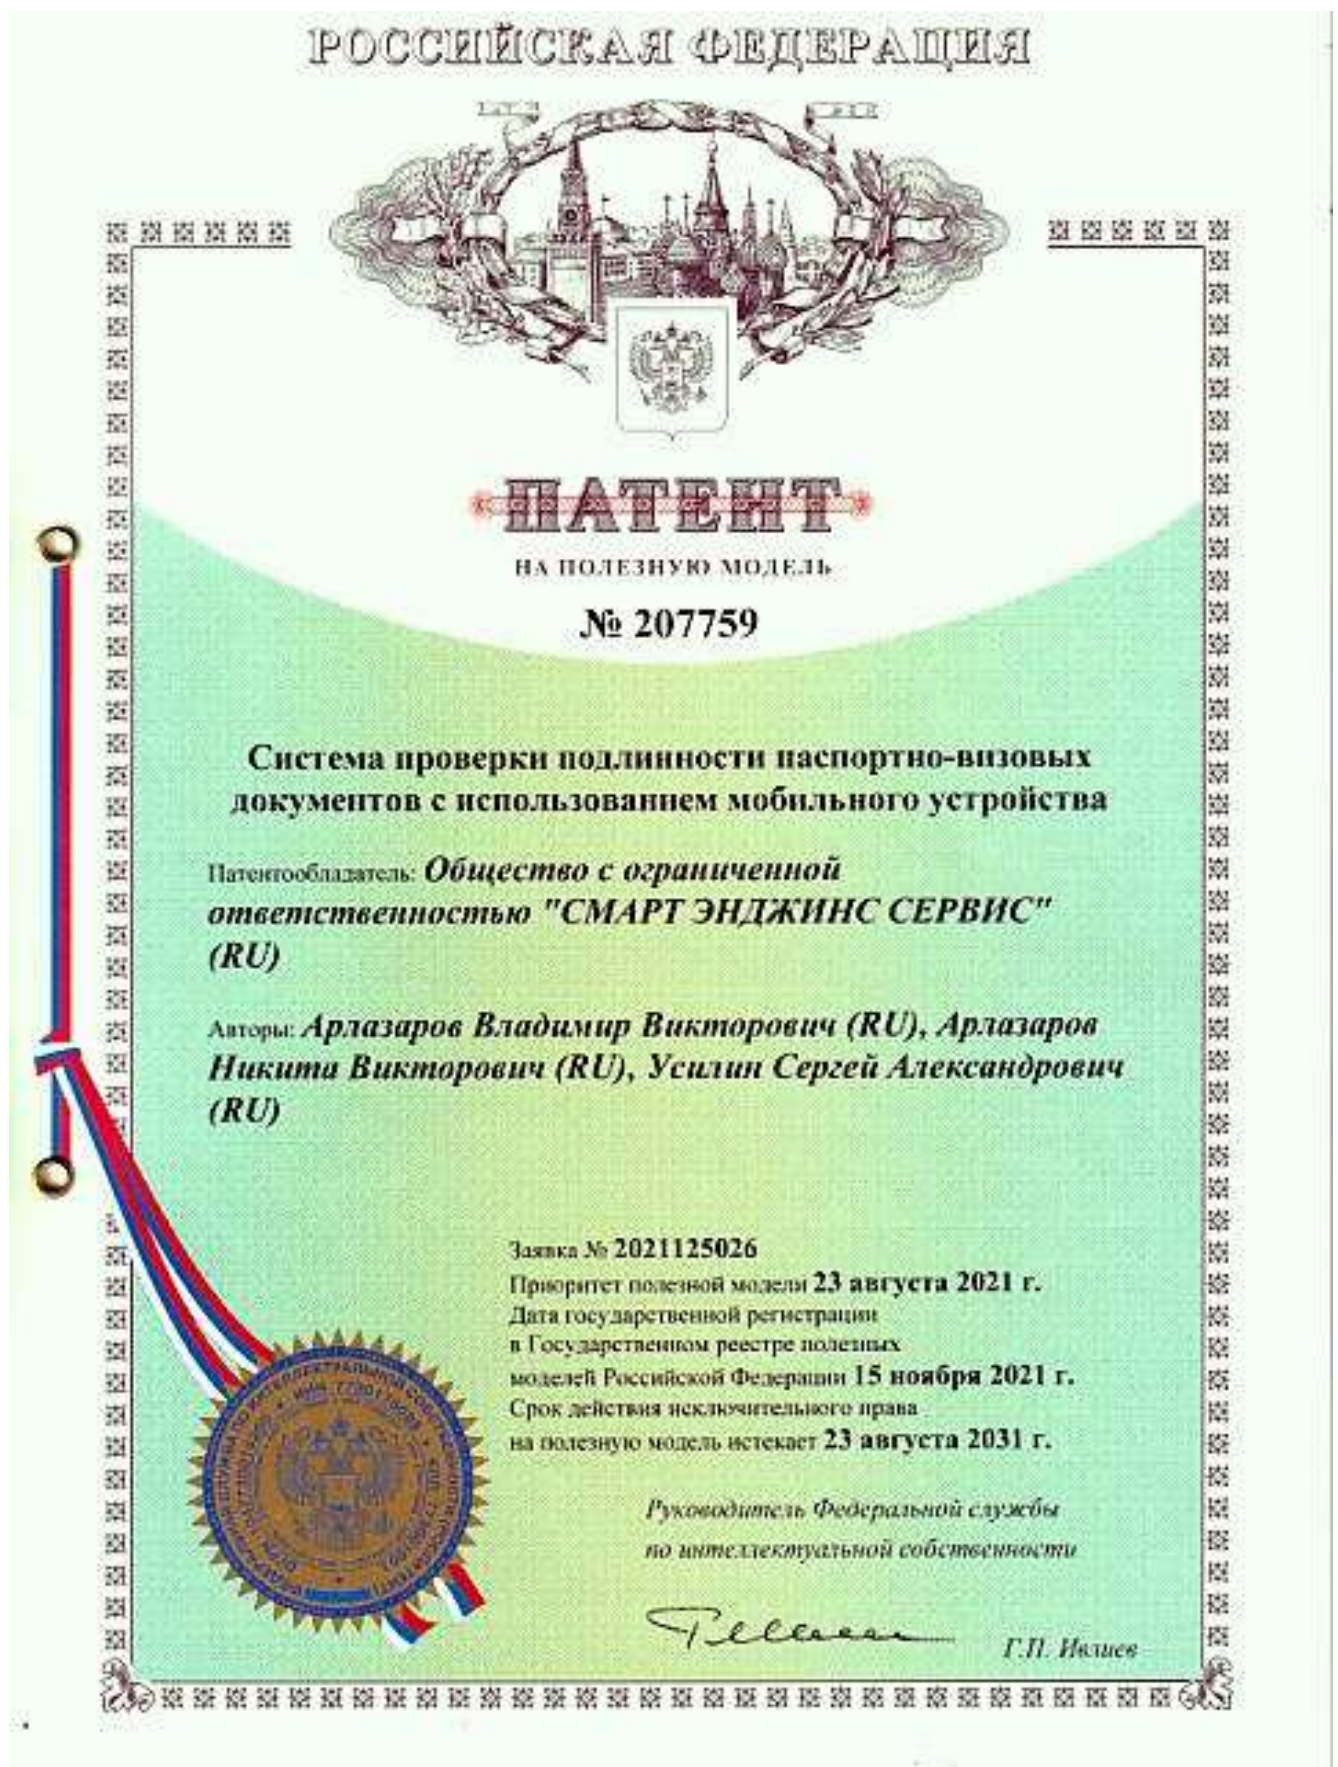 РОССИЙСКАЯ ФЕДЕРАЦИЯ
ПАТЕНТ
НА ПОЛЕЗНУЮ МОДЕЛЬ
№ 207759
Система проверки подлинности паспортно-визовых
документов с использованием мобильного устройства
Патентообладатель: Общество с ограниченной
ответственностью "СМАРТ ЭНДЖИНС СЕРВИС"
(RU)
Авторы: Арлазаров Владимир Викторович (RU), Арлазаров
Никита Викторович (RU), Усилин Сергей Александрович
(RU)
Заявка № 2021125026
Приоритет полезной модели 23 августа 2021 г.
Дата государственной регистрации
в Государственном реестре полезных
моделей Российской Федерации 15 ноября 2021 г.
Срок действия исключительного права
на полезную модель истекает 23 августа 2031 г.
Руководитель Федеральной службы
по интеллектуальной собственности
Г.П. Ивлиев